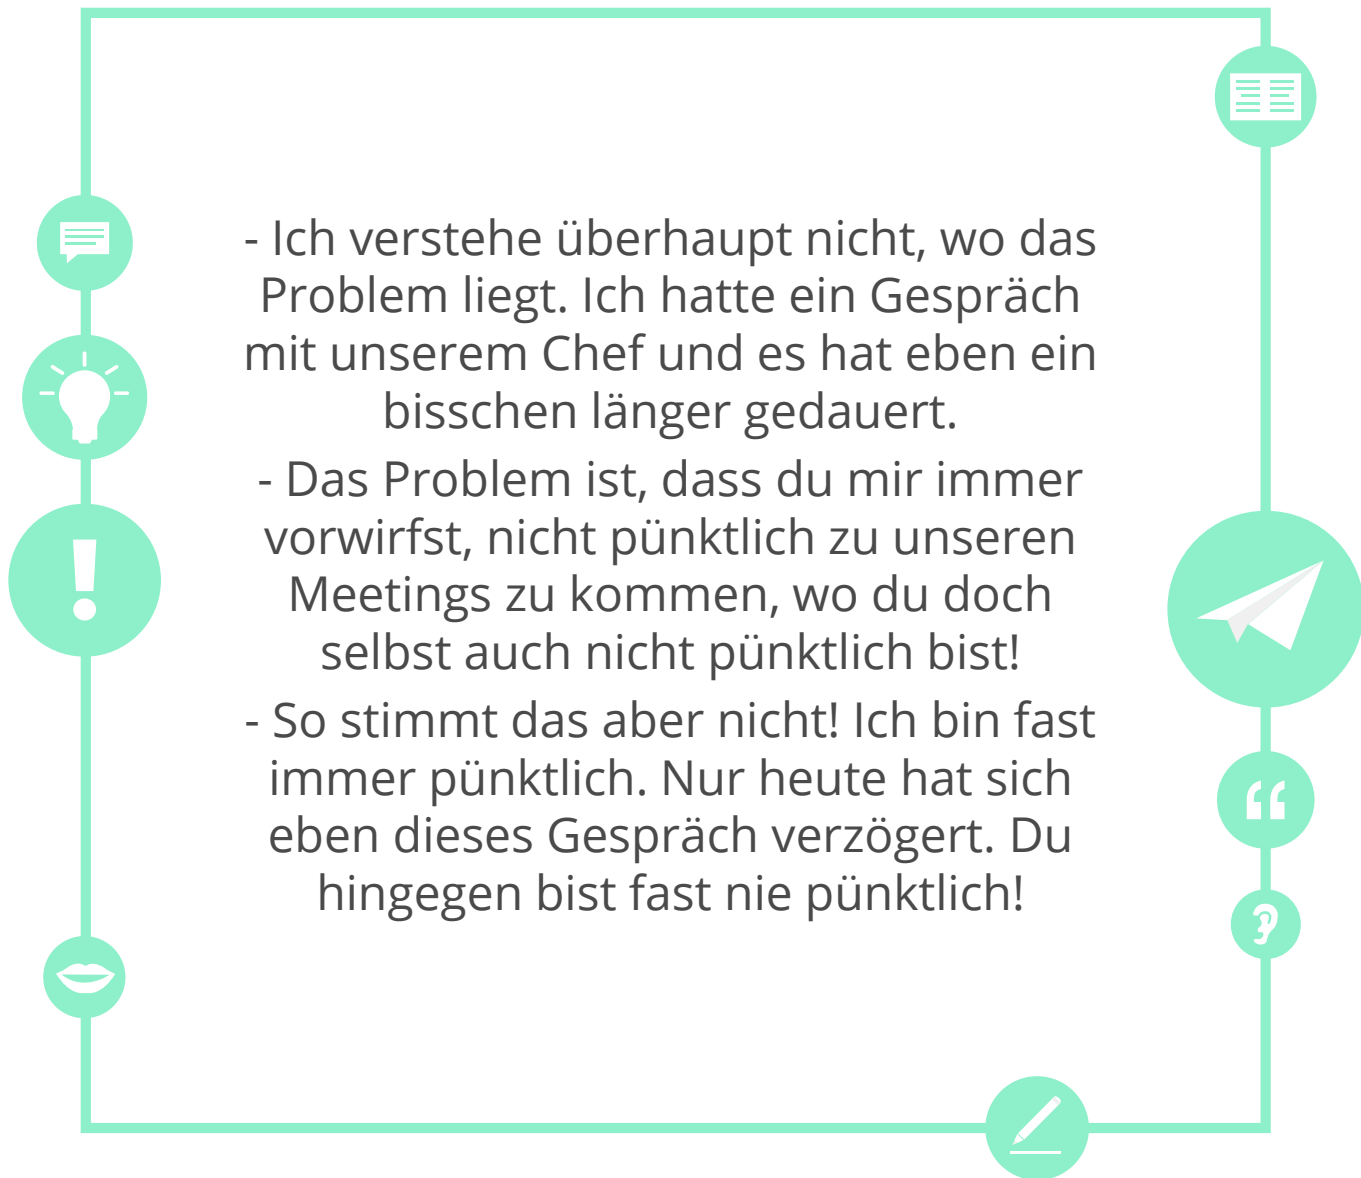 - Ich verstehe überhaupt nicht, wo das
Problem liegt. Ich hatte ein Gespräch
mit unserem Chef und es hat eben ein
bisschen länger gedauert.
- Das Problem ist, dass du mir immer
vorwirfst, nicht pünktlich zu unseren
Meetings zu kommen, wo du doch
selbst auch nicht pünktlich bist!
- So stimmt das aber nicht! Ich bin fast
immer pünktlich. Nur heute hat sich
eben dieses Gespräch verzögert. Du
hingegen bist fast nie pünktlich!